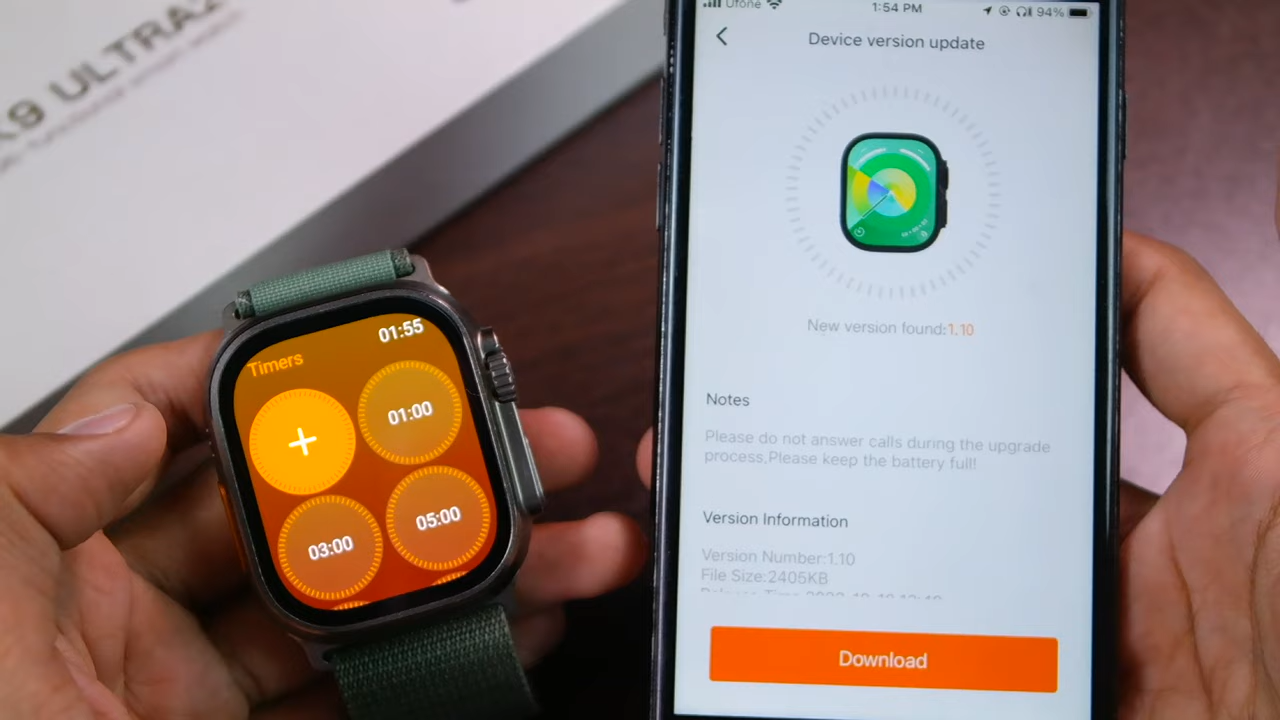 K9 ULTRA2
01:55
Timers
+
01:00
03:00
05:00
Ufone
1:54 PM
94%
Device version update
New version found:1.10
Notes
Please do not answer calls during the upgrade
process,Please keep the battery full!
Version Information
Version Number:1.10
File Size:2405KB
Download